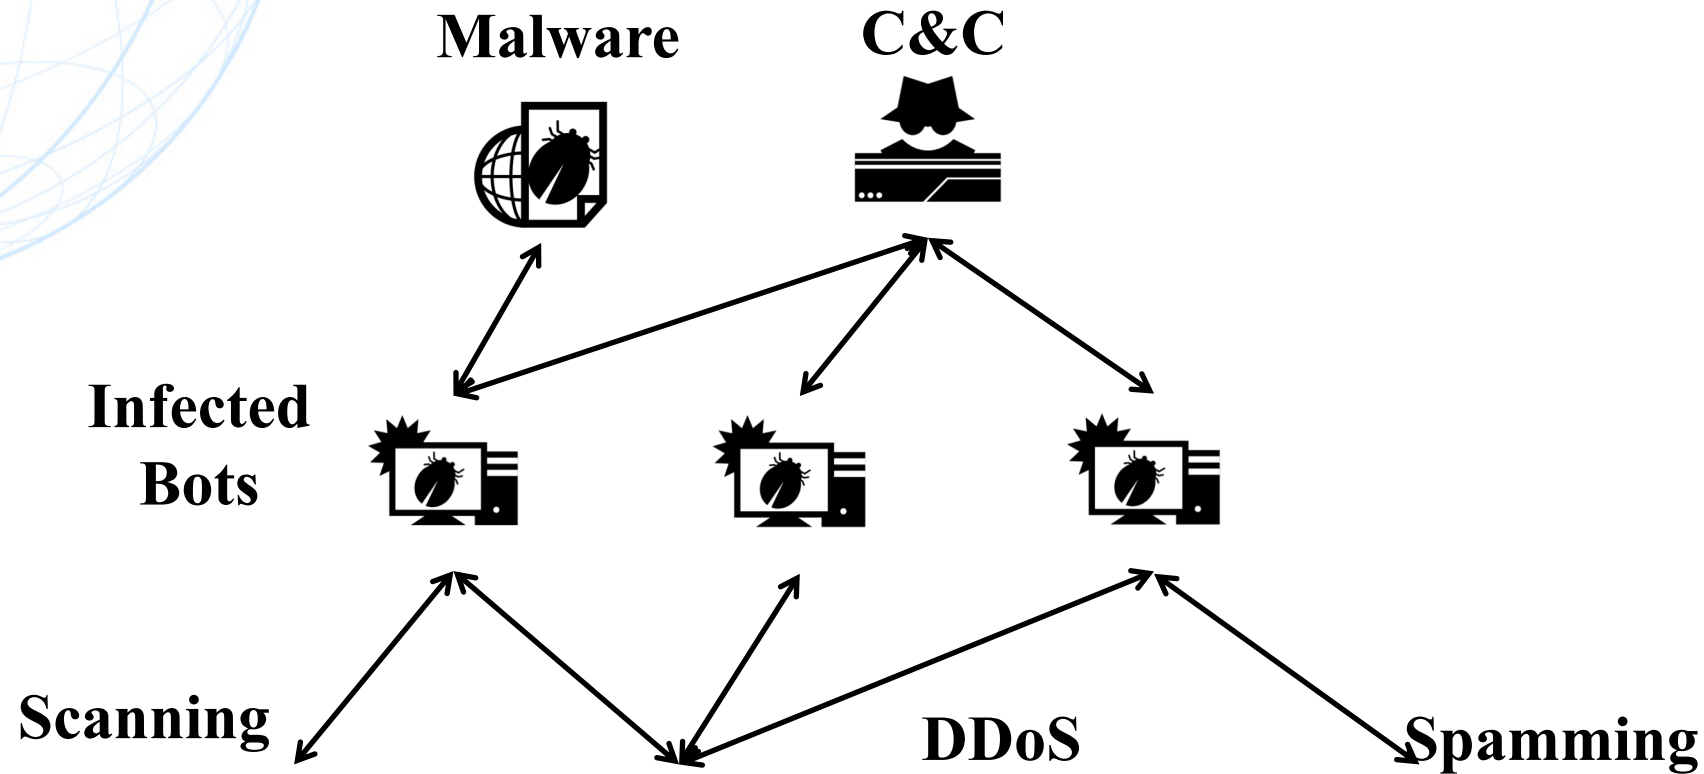 Malware
C&C
Infected
Bots
Scanning
DDoS
Spamming